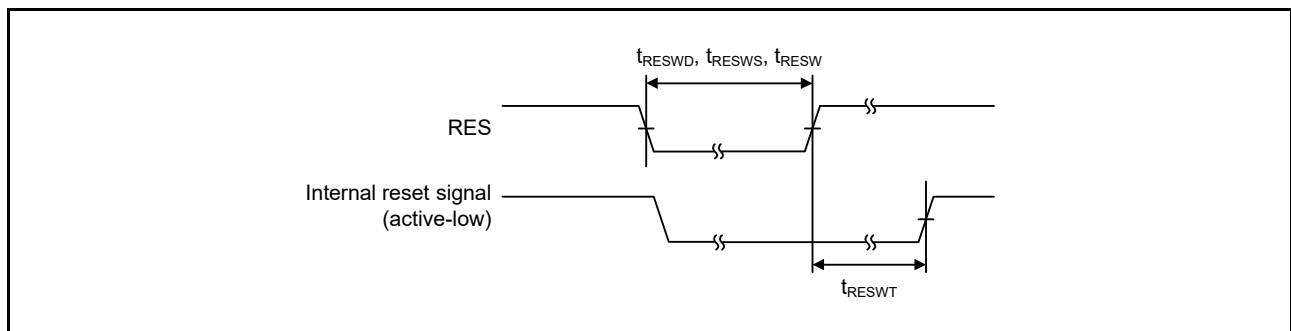 tRESWD, tRESWS, tRESW
RES
Internal reset signal
(active-low)
tRESWT